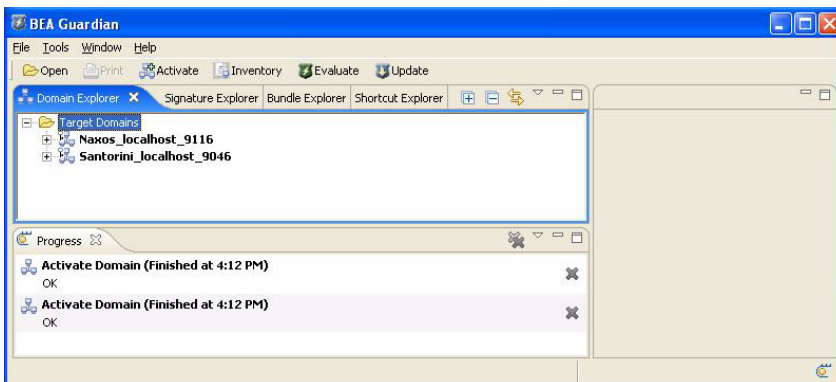 BEA Guardian
File Tools Window Help
Open Print Activate Inventory Evaluate Update
Domain Explorer Signature Explorer Bundle Explorer Shortcut Explorer
Target Domains
Naxos_localhost_9116
Santorini_localhost_9046
Progress
Activate Domain (Finished at 4:12 PM)
OK
Activate Domain (Finished at 4:12 PM)
OK